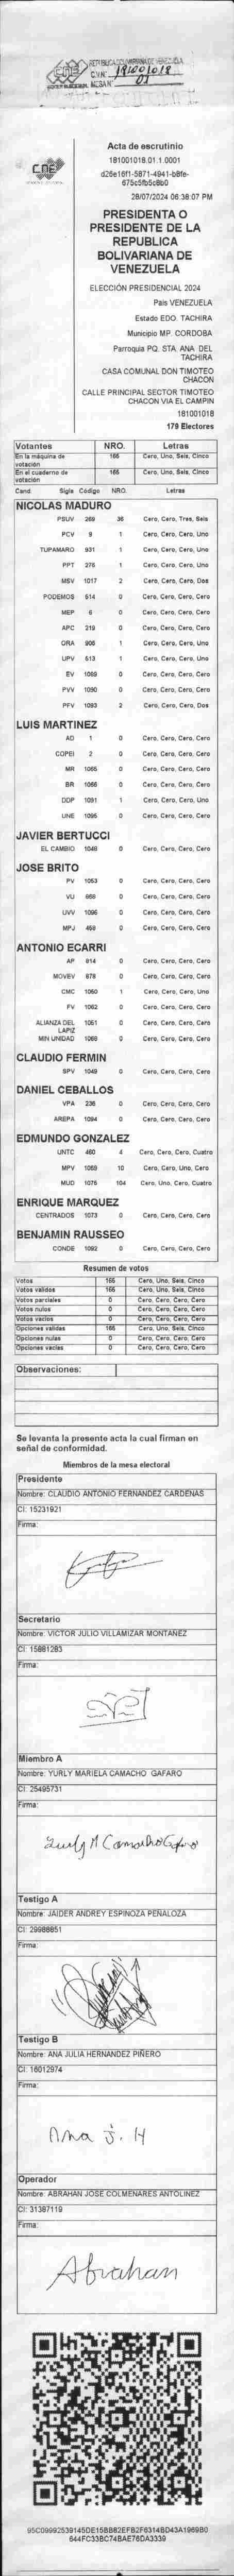 CNE
REPUBLICA BOLIVARIANA DE VENEZUELA
C.V.N: 181001018
MESA N°: 01
CNE
Acta de escrutinio
181001018.01.1.0001
28/07/2024 06:38:07 PM
PRESIDENTA O
PRESIDENTE DE LA
REPUBLICA
BOLIVARIANA DE
VENEZUELA
ELECCIÓN PRESIDENCIAL 2024
País VENEZUELA
Estado EDO. TACHIRA
Municipio MP. CORDOBA
Parroquia PQ. STA. ANA DEL
TACHIRA
CASA COMUNAL DON TIMOTEO
CHACON
CALLE PRINCIPAL SECTOR TIMOTEO
CHACON VIA EL CAMPIN
181001018
179 Electores
Votantes NRO. Letras
En la máquina de votación 165 Cero, Uno, Seis, Cinco
En el cuaderno de votación 165 Cero, Uno, Seis, Cinco
Cand. Sigla Código NRO. Letras
NICOLAS MADURO
PSUV 269 36 Cero, Cero, Tres, Seis
PCV 9 1 Cero, Cero, Cero, Uno
TUPAMARO 931 1 Cero, Cero, Cero, Uno
PPT 276 1 Cero, Cero, Cero, Uno
MSV 1017 2 Cero, Cero, Cero, Dos
PODEMOS 514 0 Cero, Cero, Cero, Cero
MEP 6 0 Cero, Cero, Cero, Cero
APC 219 0 Cero, Cero, Cero, Cero
ORA 906 1 Cero, Cero, Cero, Uno
UPV 513 1 Cero, Cero, Cero, Uno
EV 1089 0 Cero, Cero, Cero, Cero
PVV 1090 0 Cero, Cero, Cero, Cero
PFV 1093 2 Cero, Cero, Cero, Dos
LUIS MARTINEZ
AD 1 0 Cero, Cero, Cero, Cero
COPEI 2 0 Cero, Cero, Cero, Cero
MR 1065 0 Cero, Cero, Cero, Cero
BR 1066 0 Cero, Cero, Cero, Cero
DDP 1091 1 Cero, Cero, Cero, Uno
UNE 1095 0 Cero, Cero, Cero, Cero
JAVIER BERTUCCI
EL CAMBIO 1048 0 Cero, Cero, Cero, Cero
JOSE BRITO
PV 1053 0 Cero, Cero, Cero, Cero
VU 968 0 Cero, Cero, Cero, Cero
UVV 1096 0 Cero, Cero, Cero, Cero
MPJ 459 0 Cero, Cero, Cero, Cero
ANTONIO ECARRI
AP 914 0 Cero, Cero, Cero, Cero
MOVEV 979 0 Cero, Cero, Cero, Cero
CMC 1060 1 Cero, Cero, Cero, Uno
FV 1062 0 Cero, Cero, Cero, Cero
ALIANZA DEL LAPIZ 1051 0 Cero, Cero, Cero, Cero
MIN UNIDAD 1069 0 Cero, Cero, Cero, Cero
CLAUDIO FERMIN
SPV 1049 0 Cero, Cero, Cero, Cero
DANIEL CEBALLOS
VPA 236 0 Cero, Cero, Cero, Cero
AREPA 1094 0 Cero, Cero, Cero, Cero
EDMUNDO GONZALEZ
UNTC 460 4 Cero, Cero, Cero, Cuatro
MPV 1059 10 Cero, Cero, Uno, Cero
MUD 1076 104 Cero, Uno, Cero, Cuatro
ENRIQUE MARQUEZ
CENTRADOS 1073 0 Cero, Cero, Cero, Cero
BENJAMIN RAUSSEO
CONDE 1092 0 Cero, Cero, Cero, Cero
Resumen de votos
Votos 165 Cero, Uno, Seis, Cinco
Votos válidos 165 Cero, Uno, Seis, Cinco
Votos parciales 0 Cero, Cero, Cero, Cero
Votos nulos 0 Cero, Cero, Cero, Cero
Votos vacíos 0 Cero, Cero, Cero, Cero
Opciones validas 165 Cero, Uno, Seis, Cinco
Opciones nulas 0 Cero, Cero, Cero, Cero
Opciones vacías 0 Cero, Cero, Cero, Cero
Observaciones:
Se levanta la presente acta la cual firman en
señal de conformidad.
Miembros de la mesa electoral
Presidente
Nombre: CLAUDIO ANTONIO FERNANDEZ CARDENAS
CI: 15231921
Firma:
Secretario
Nombre: VICTOR JULIO VILLAMIZAR MONTAÑEZ
CI: 15881283
Firma:
Miembro A
Nombre: YURLY MARIELA CAMACHO GAFARO
CI: 25495731
Firma:
Yurly M Camacho Gafaro
Testigo A
Nombre: JAIDER ANDREY ESPINOZA PEÑALOZA
CI: 29988651
Firma:
Testigo B
Nombre: ANA JULIA HERNANDEZ PIÑERO
CI: 16012974
Firma:
Ana J. H
Operador
Nombre: ABRAHAN JOSE COLMENARES ANTOLINEZ
CI: 31387119
Firma:
Abrahan